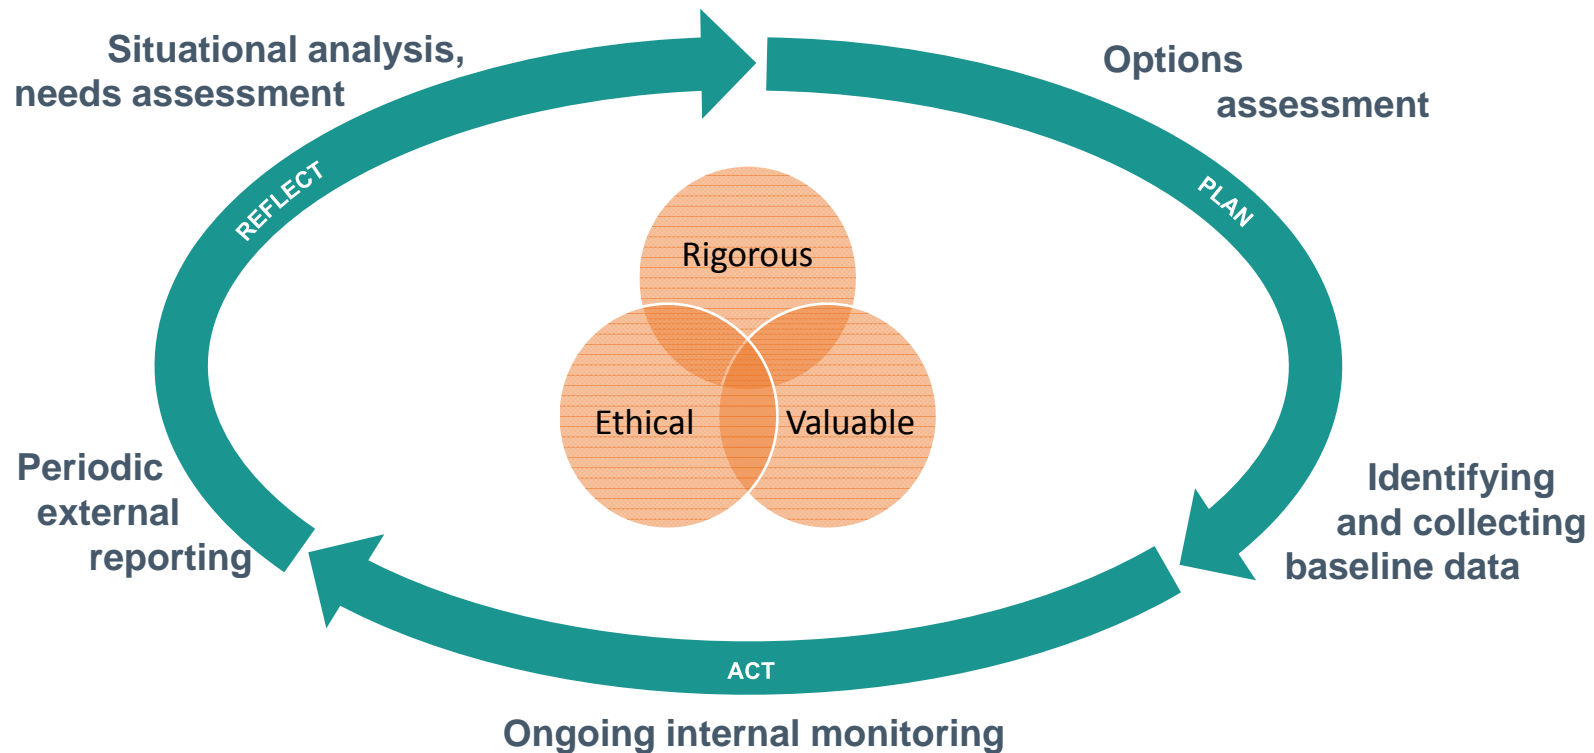 Situational analysis,
needs assessment
Options
assessment
REFLECT
PLAN
Rigorous
Ethical
Valuable
Periodic
external
reporting
Identifying
and collecting
baseline data
ACT
Ongoing internal monitoring